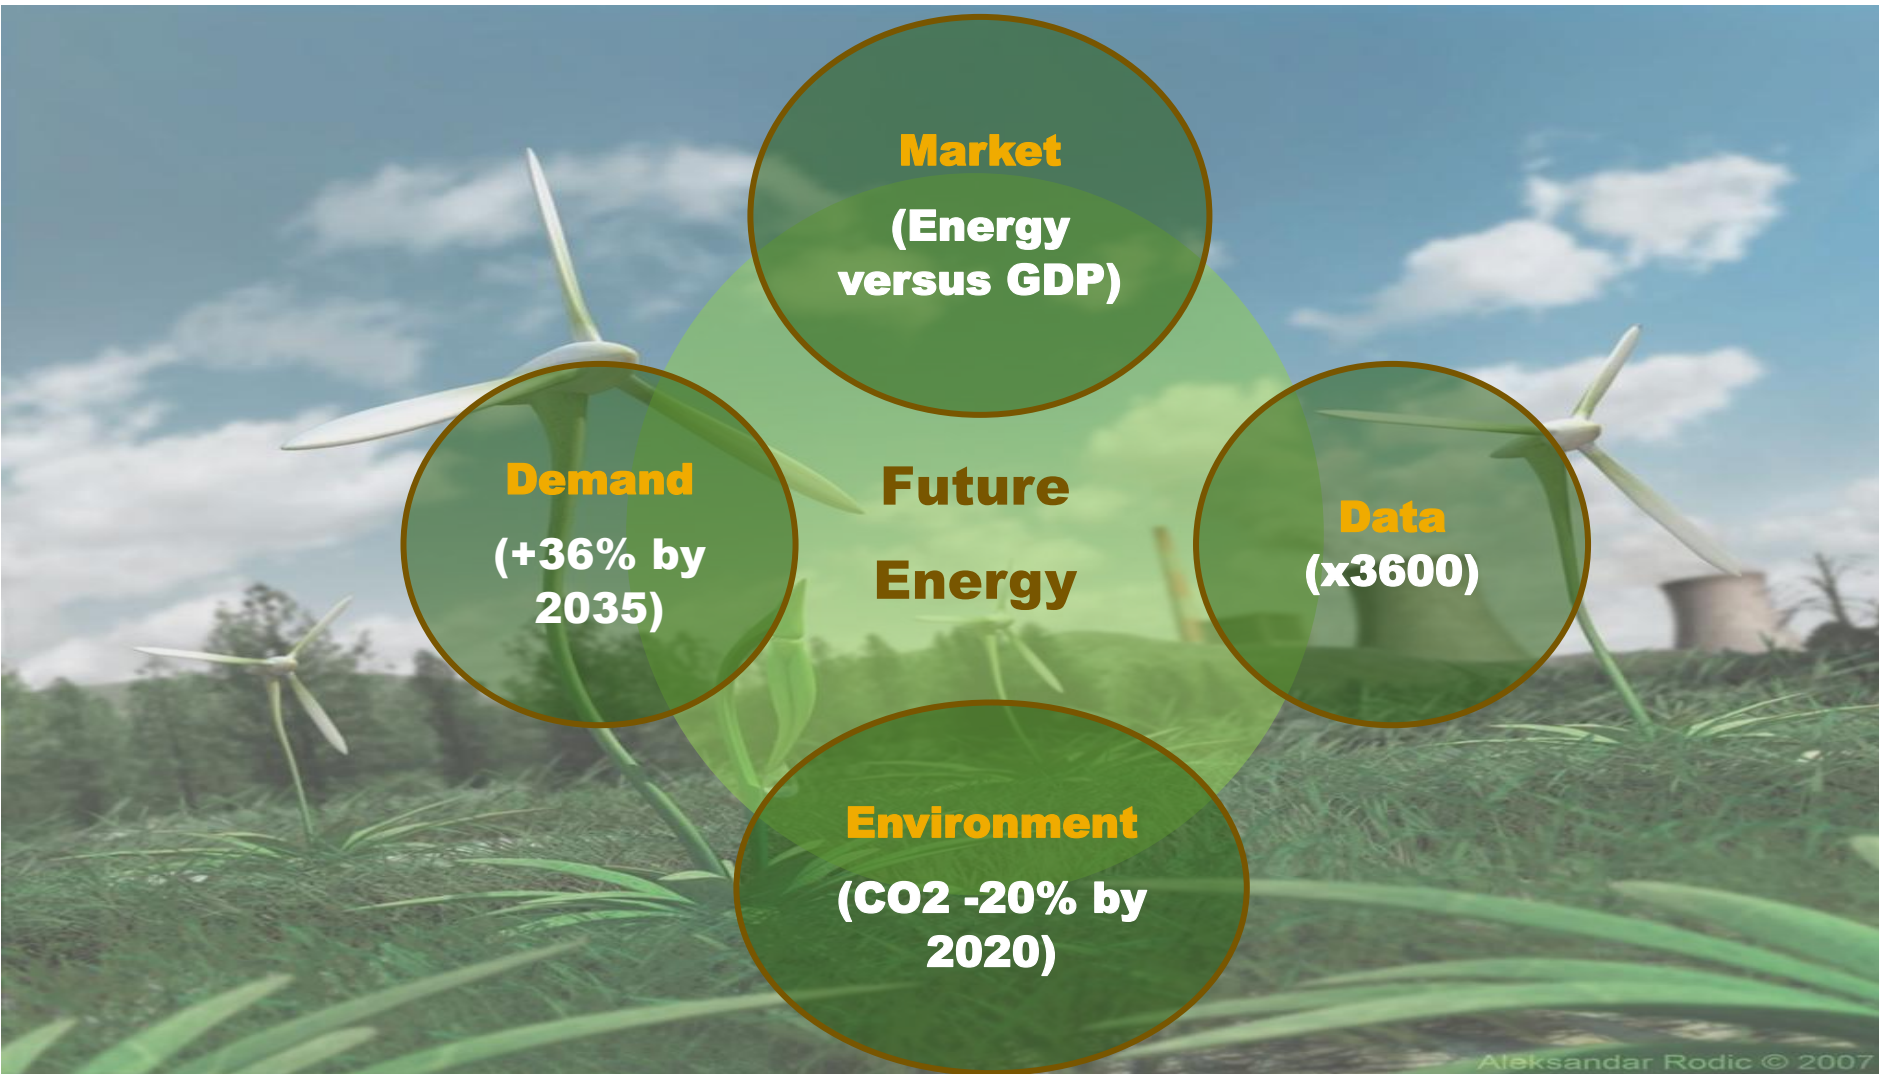 Market
(Energy
versus GDP)
Demand
(+36% by
2035)
Future
Energy
Data
(x3600)
Environment
(CO2 -20% by
2020)
Aleksandar Rodic © 2007